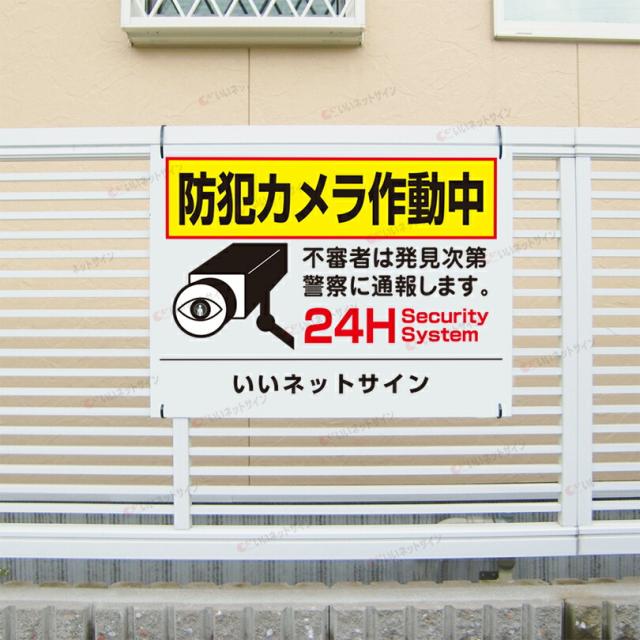 防犯カメラ作動中
不審者は発見次第
警察に通報します。
24H Security
System
いいネットサイン